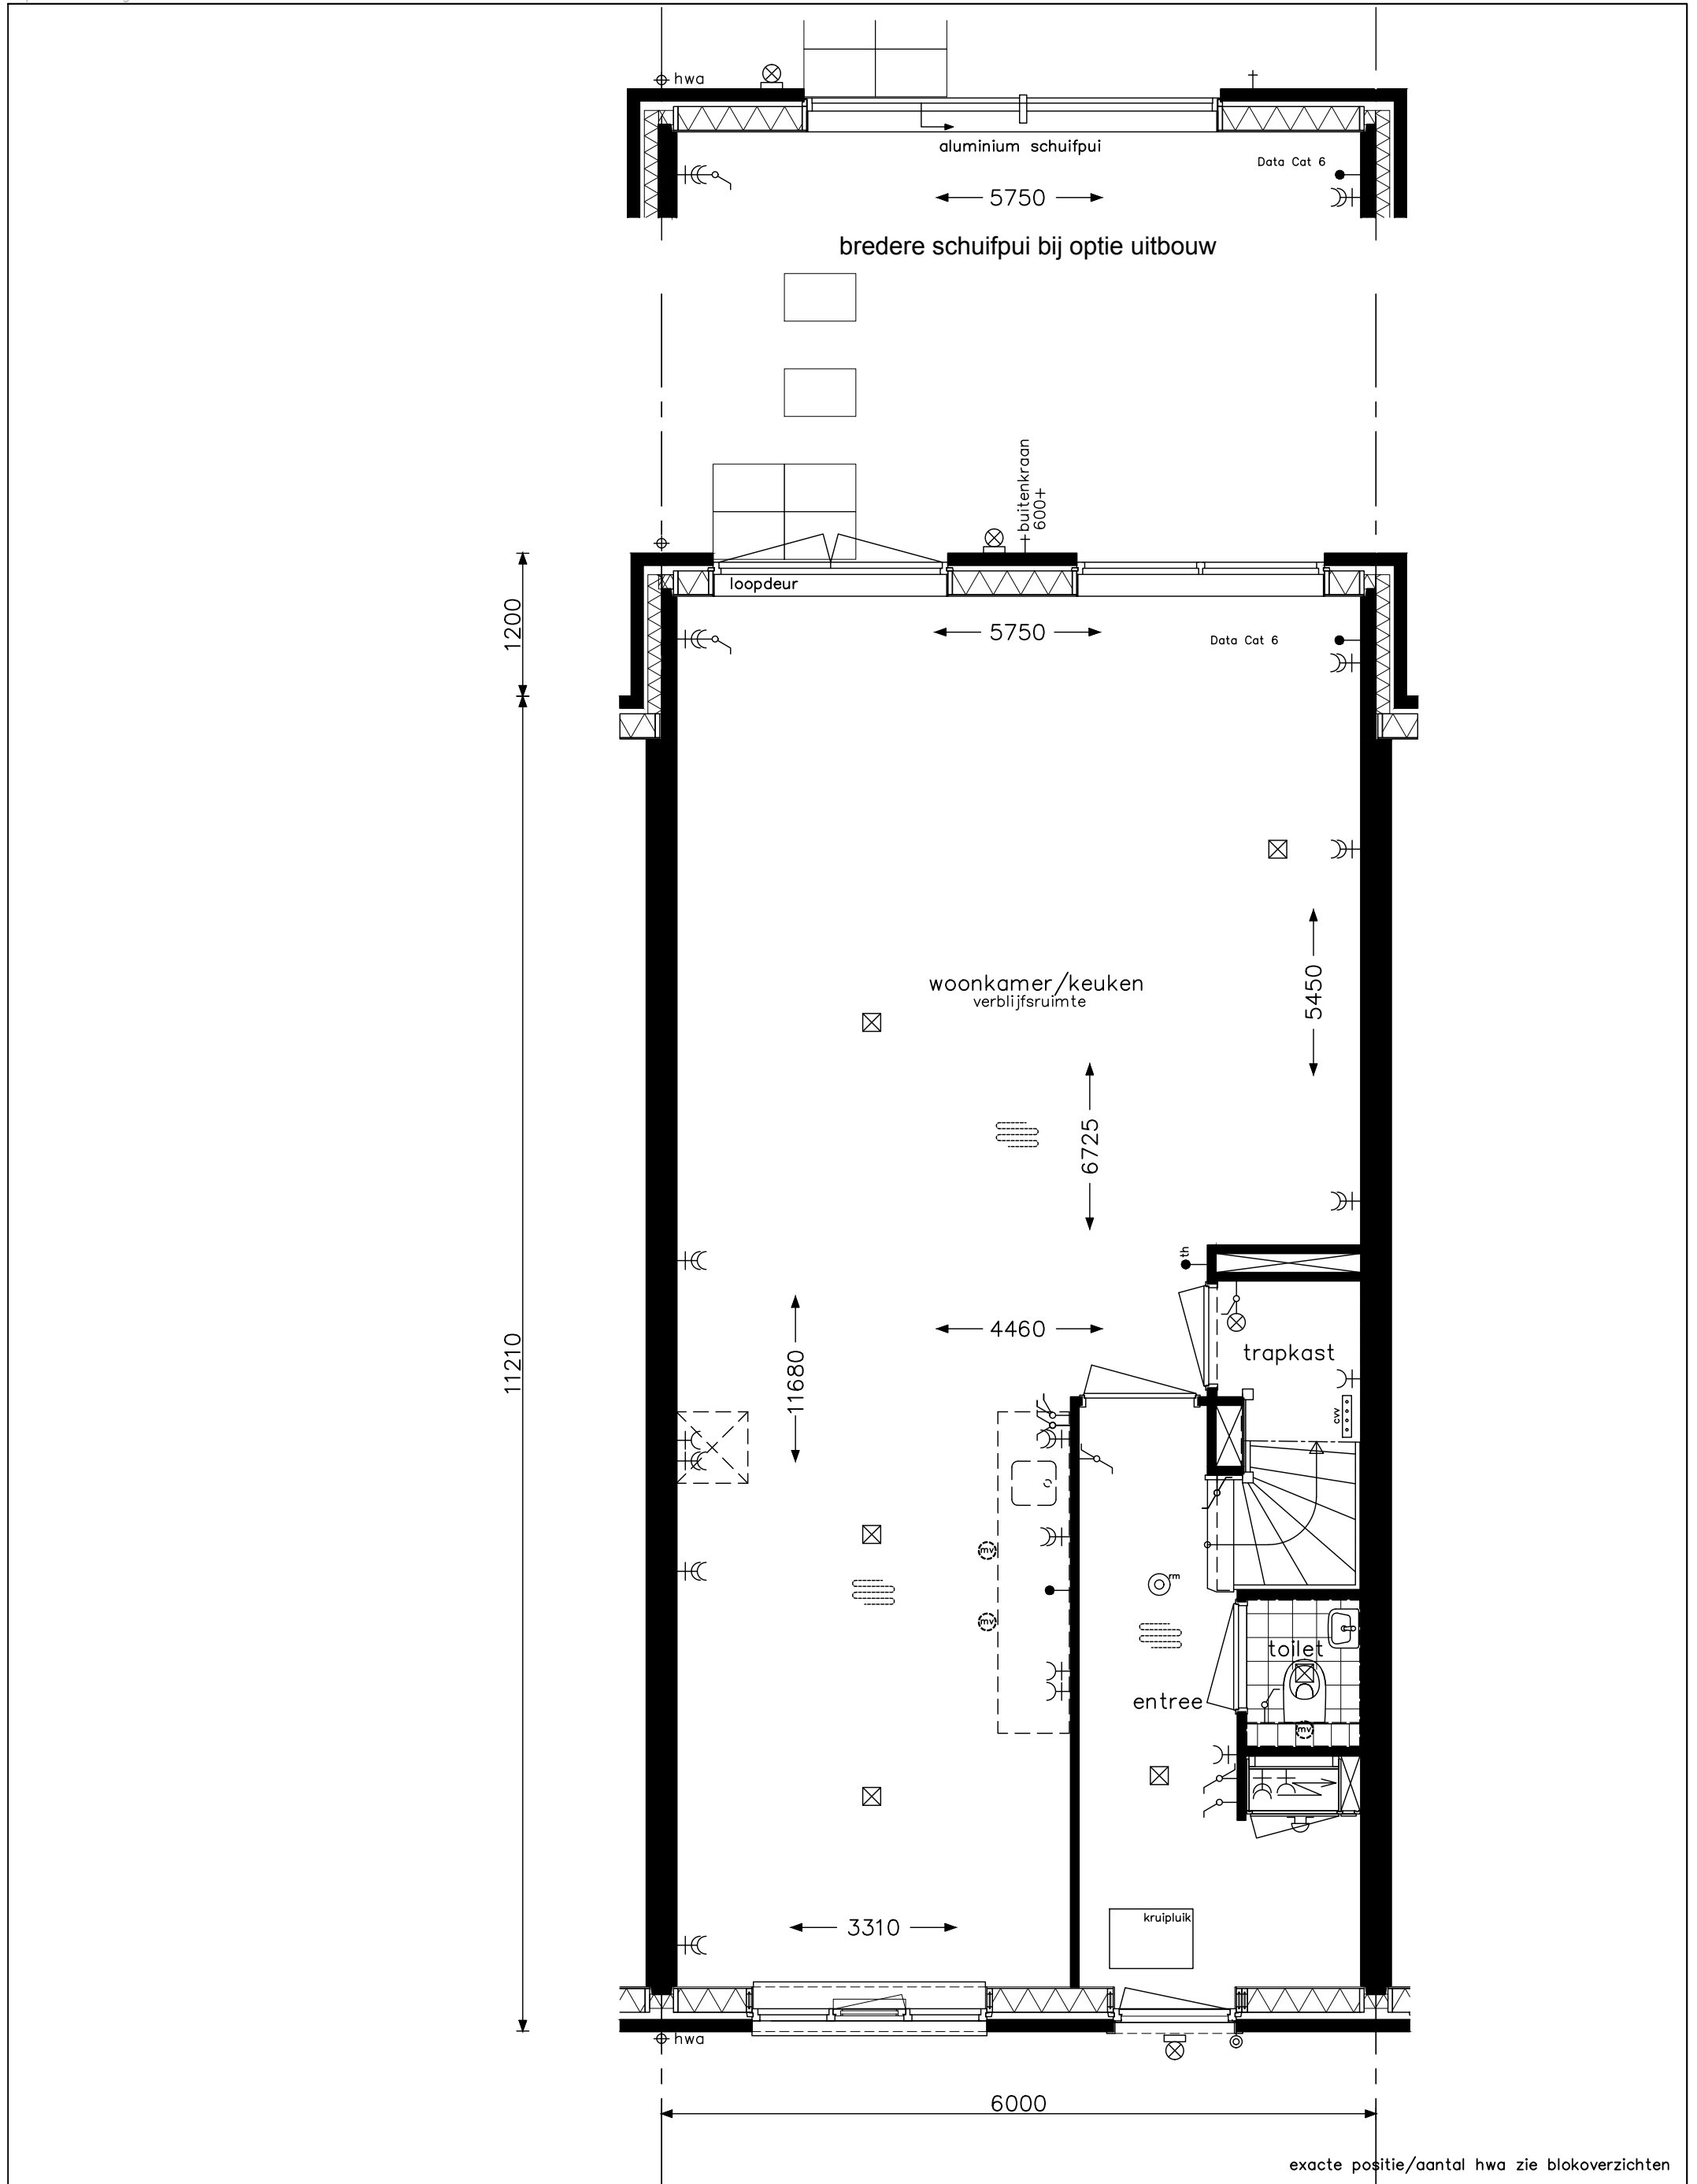 hwa
aluminium schuifpui
Data Cat 6
5750
bredere schuifpui bij optie uitbouw
buitenkraan
600+
loopdeur
1200
5750
Data Cat 6
woonkamer/keuken
verblijfsruimte
5450
6725
th
4460
trapkast
11210
11680
cvv
mv
rm
mv
toilet
entree
mv
kruipluik
3310
hwa
6000
exacte positie/aantal hwa zie blokoverzichten